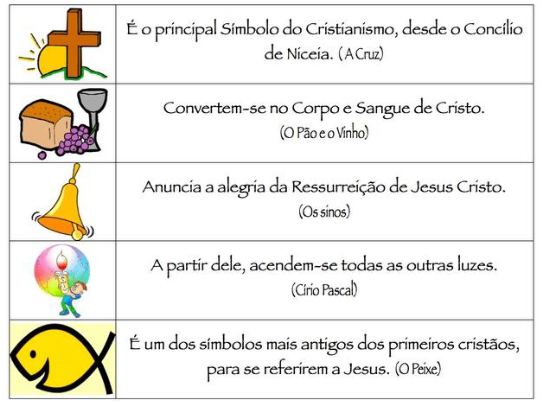 É o principal Símbolo do Cristianismo, desde o Concílio
de Niceia. ( A Cruz)
Convertem-se no Corpo e Sangue de Cristo.
(O Pão e o Vinho)
Anuncia a alegria da Ressurreição de Jesus Cristo.
(Os sinos)
A partir dele, acendem-se todas as outras luzes.
(Círio Pascal)
É um dos símbolos mais antigos dos primeiros cristãos,
para se referirem a Jesus. (O Peixe)